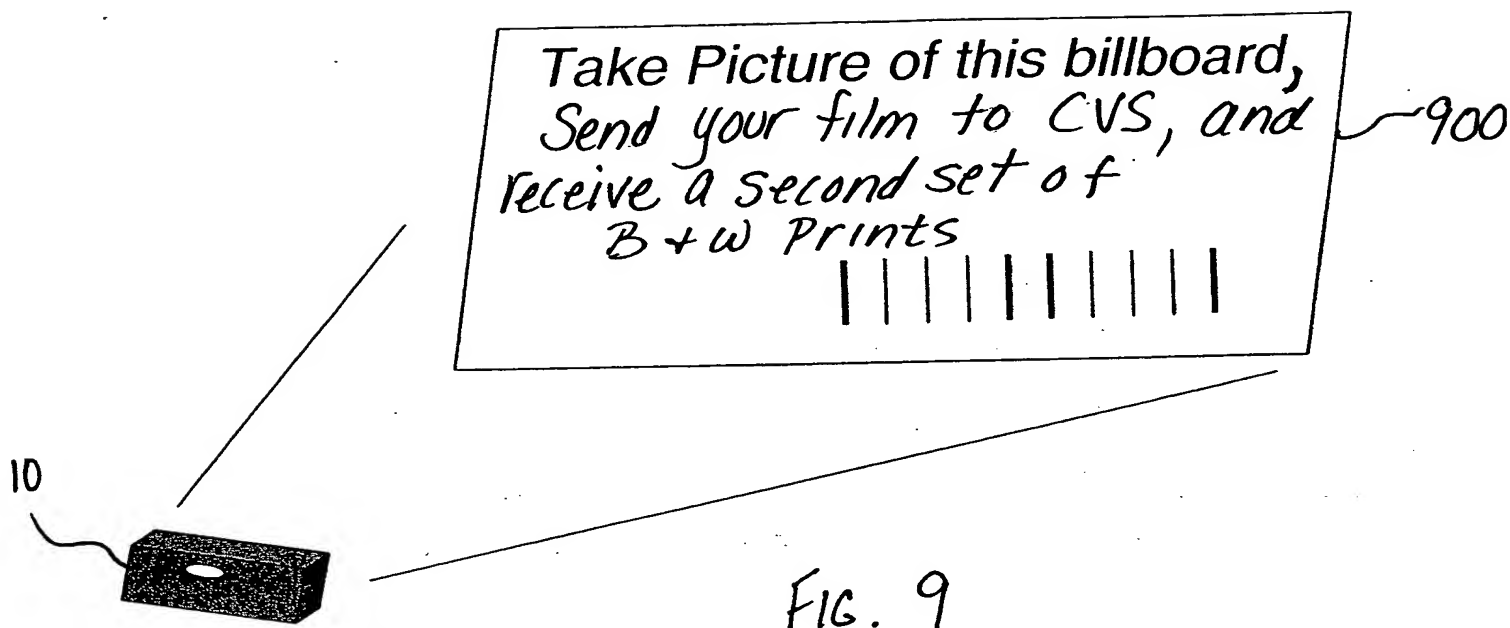 Take Picture of this billboard,
Send your film to CVS, and
receive a second set of
B + W Prints
900
10
FIG. 9